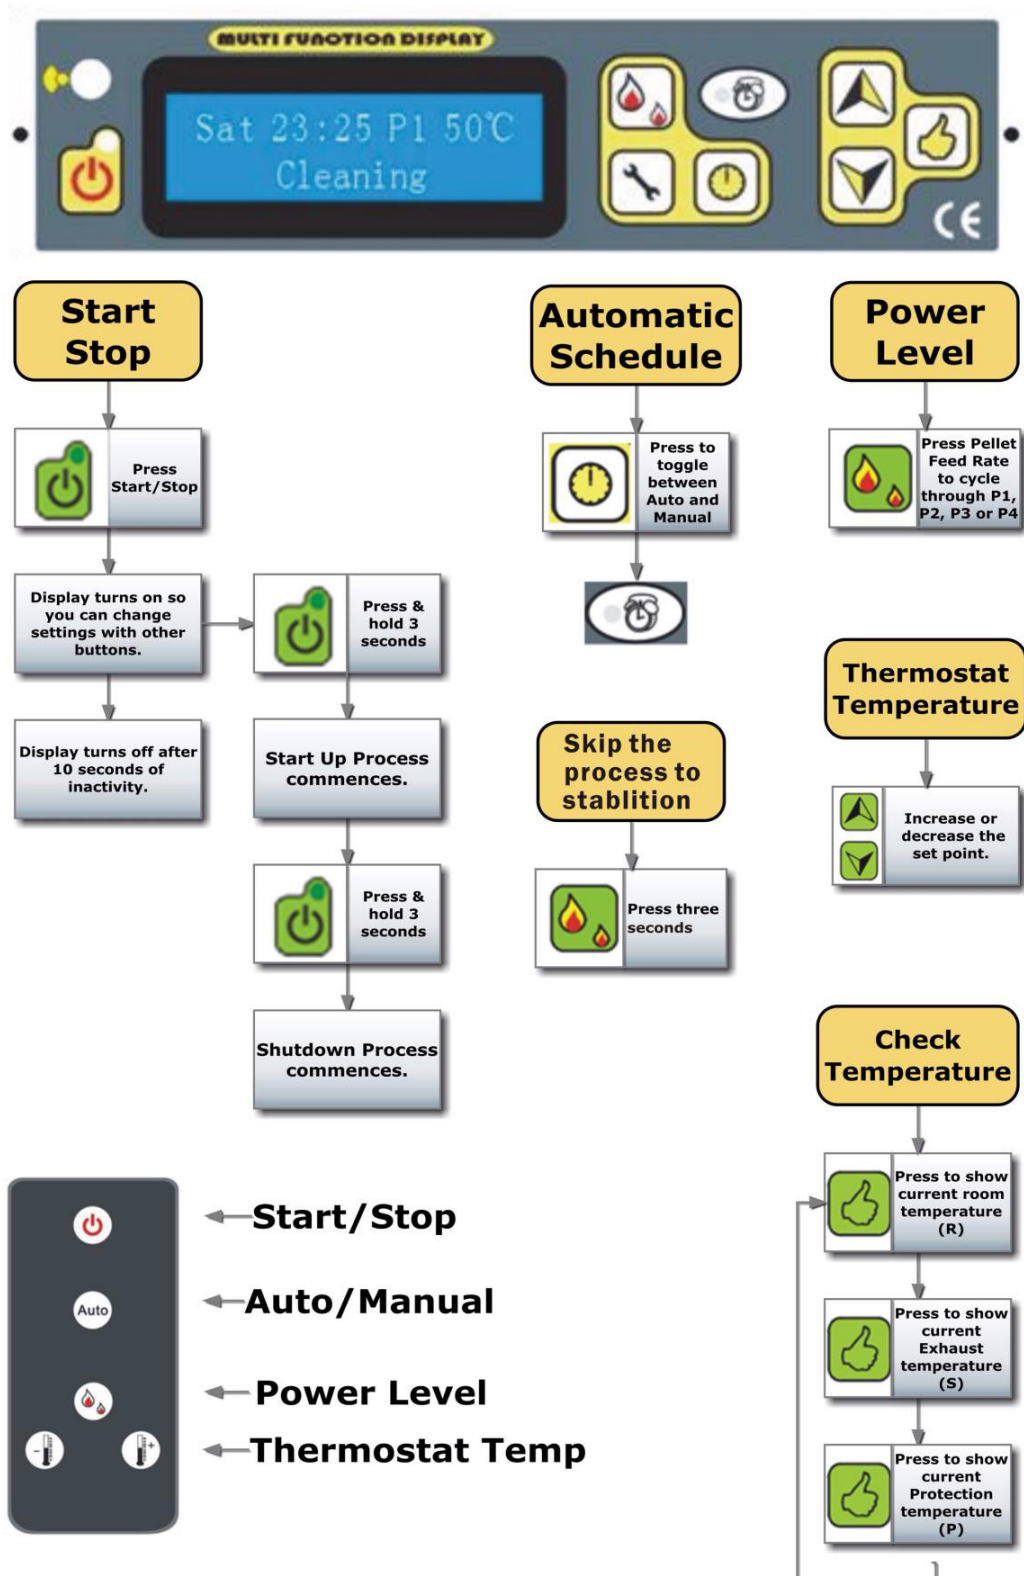 MULTI FUNCTION DISPLAY
Sat 23:25 P1 50℃
Cleaning
CE
Start
Stop
Press
Start/Stop
Display turns on so
you can change
settings with other
buttons.
Display turns off after
10 seconds of
inactivity.
Press &
hold 3
seconds
Start Up Process
commences.
Press &
hold 3
seconds
Shutdown Process
commences.
Automatic
Schedule
Press to
toggle
between
Auto and
Manual
Skip the
process to
stablition
Press three
seconds
Power
Level
Press Pellet
Feed Rate
to cycle
through P1,
P2, P3 or P4
Thermostat
Temperature
Increase or
decrease the
set point.
Check
Temperature
Press to show
current room
temperature
(R)
Press to show
current
Exhaust
temperature
(S)
Press to show
current
Protection
temperature
(P)
Start/Stop
Auto
Auto/Manual
Power Level
- +
Thermostat Temp